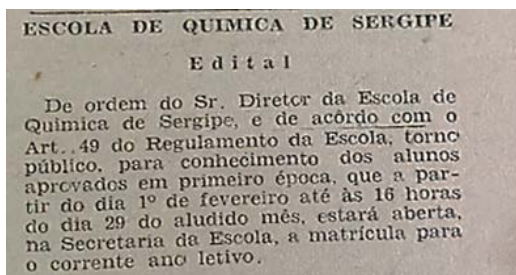 ESCOLA DE QUIMICA DE SERGIPE
Edital
De ordem do Sr. Diretor da Escola de
Quimica de Sergipe, e de acôrdo com o
Art..49 do Regulamento da Escola, torno
público, para conhecimento dos alunos
aprovados em primeiro época, que a par-
tir do dia 1º de fevereiro até às 16 horas
do dia 29 do aludido mês, estará aberta,
na Secretaria da Escola, a matrícula para
o corrente ano letivo.